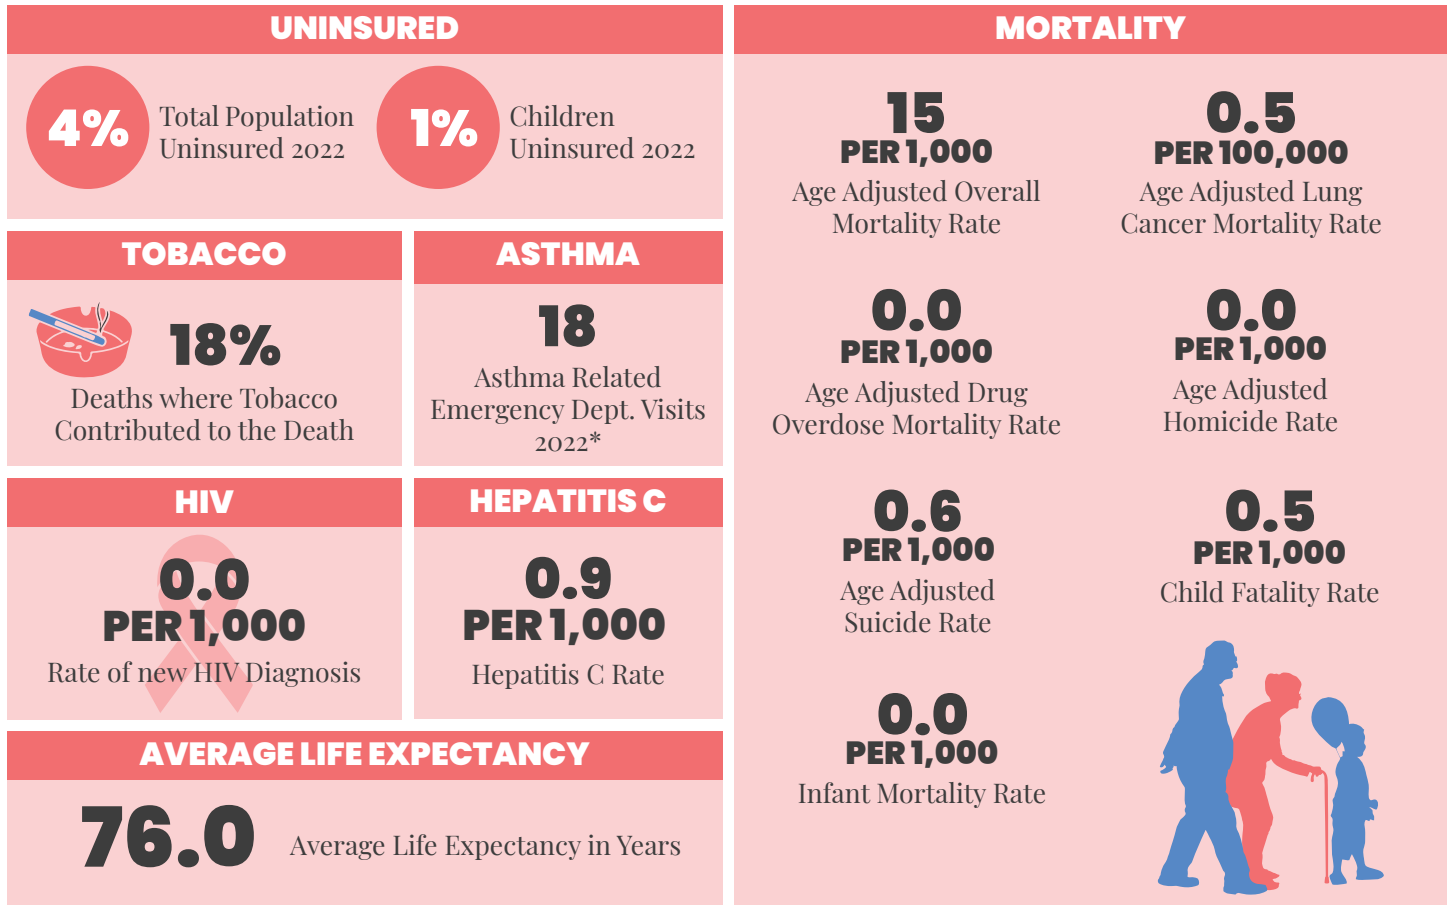 UNINSURED
4%
Total Population
Uninsured 2022
1%
Children
Uninsured 2022
TOBACCO
18%
Deaths where Tobacco
Contributed to the Death
ASTHMA
18
Asthma Related
Emergency Dept. Visits
2022*
HIV
0.0
PER 1,000
Rate of new HIV Diagnosis
HEPATITIS C
0.9
PER 1,000
Hepatitis C Rate
AVERAGE LIFE EXPECTANCY
76.0
Average Life Expectancy in Years
MORTALITY
15
PER 1,000
Age Adjusted Overall
Mortality Rate
0.5
PER 100,000
Age Adjusted Lung
Cancer Mortality Rate
0.0
PER 1,000
Age Adjusted Drug
Overdose Mortality Rate
0.0
PER 1,000
Age Adjusted
Homicide Rate
0.6
PER 1,000
Age Adjusted
Suicide Rate
0.5
PER 1,000
Child Fatality Rate
0.0
PER 1,000
Infant Mortality Rate